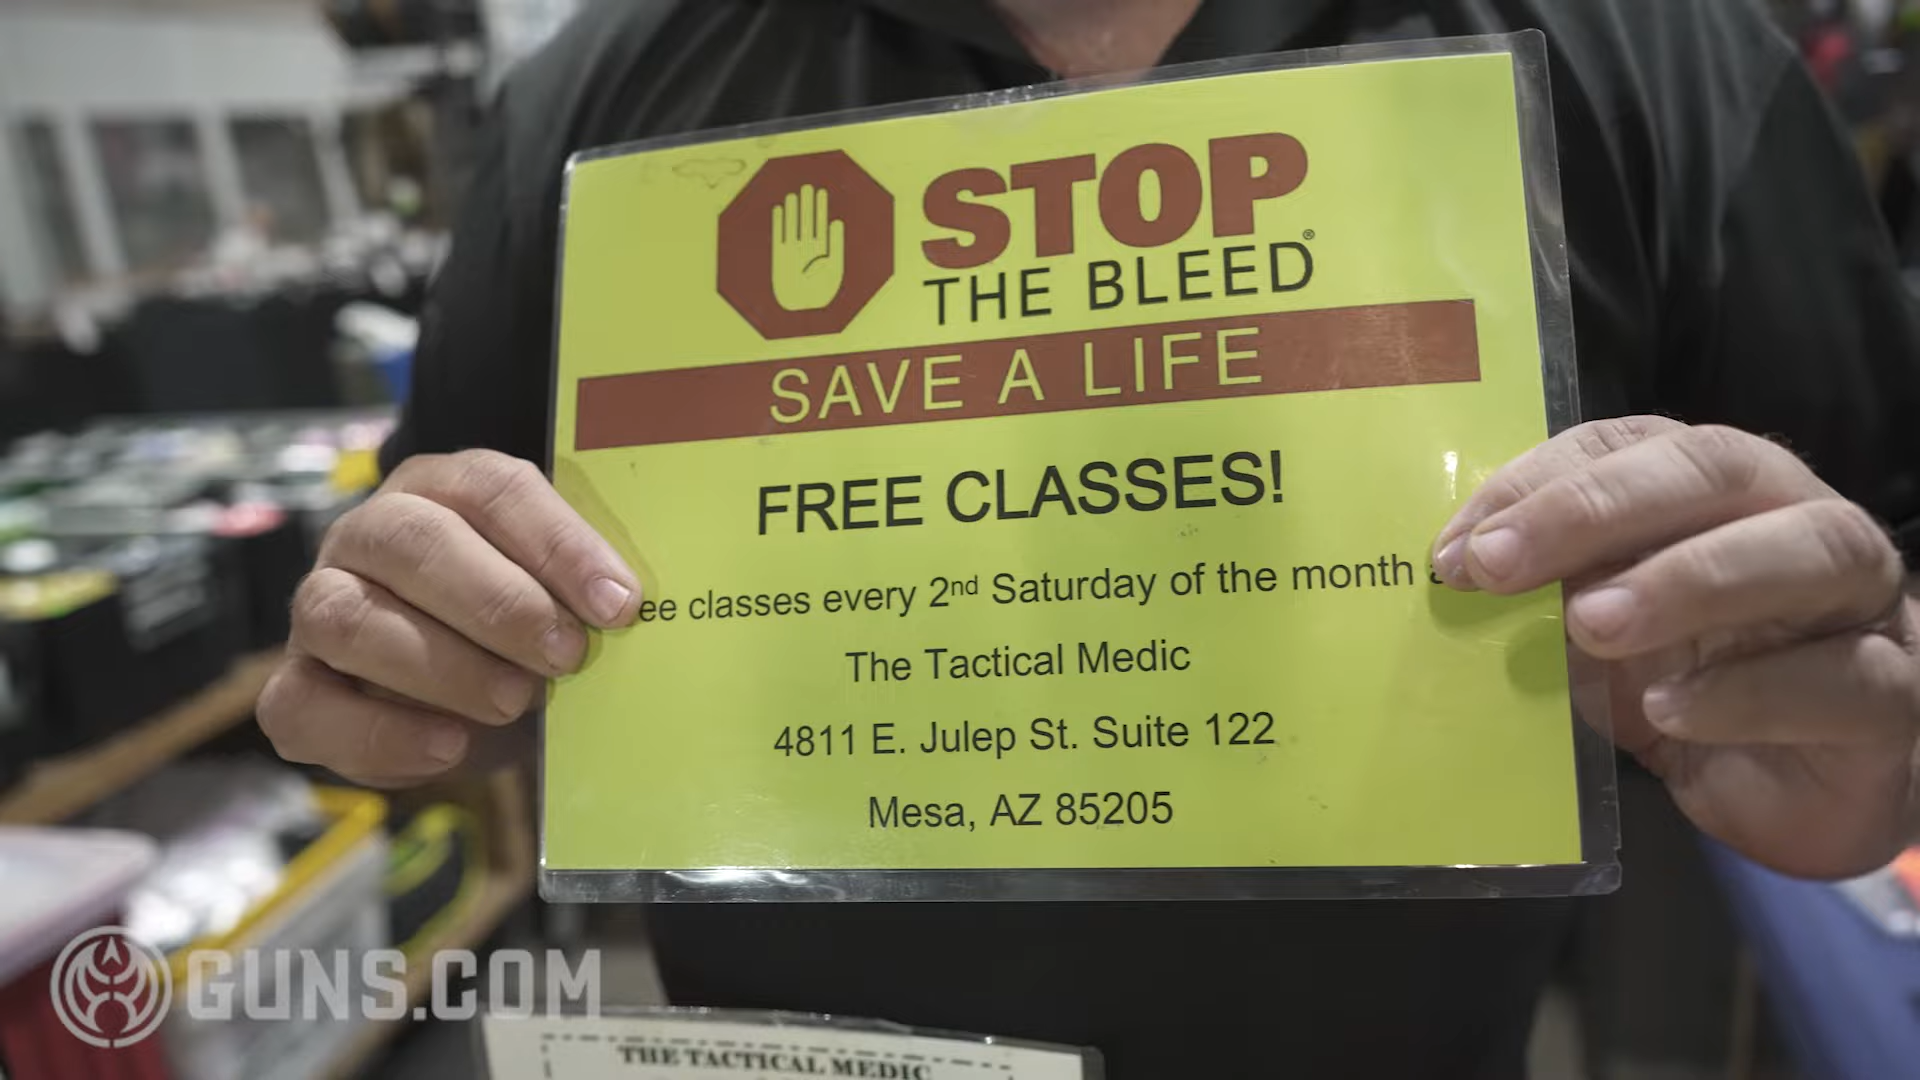 STOP
THE BLEED®
SAVE A LIFE
FREE CLASSES!
ee classes every 2nd Saturday of the month a
The Tactical Medic
4811 E. Julep St. Suite 122
Mesa, AZ 85205
GUNS.COM
THE TACTICAL MEDIC